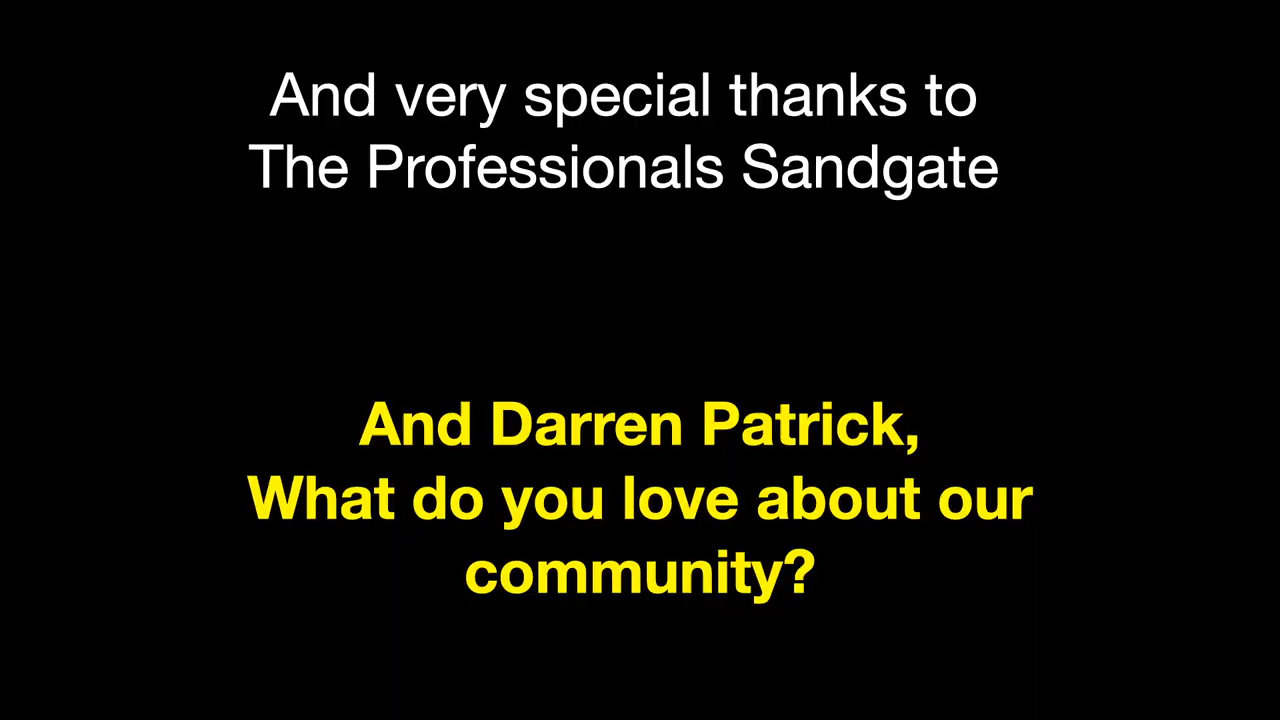 And very special thanks to
The Professionals Sandgate
And Darren Patrick,
What do you love about our
community?